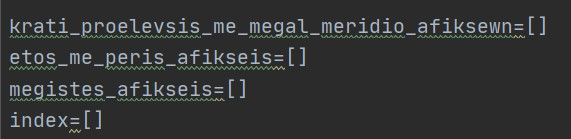 krati_proelevsis_me_megal_meridio_afiksewn=[]
etos_me_peris_afikseis=[]
megistes_afikseis=[]
index=[]